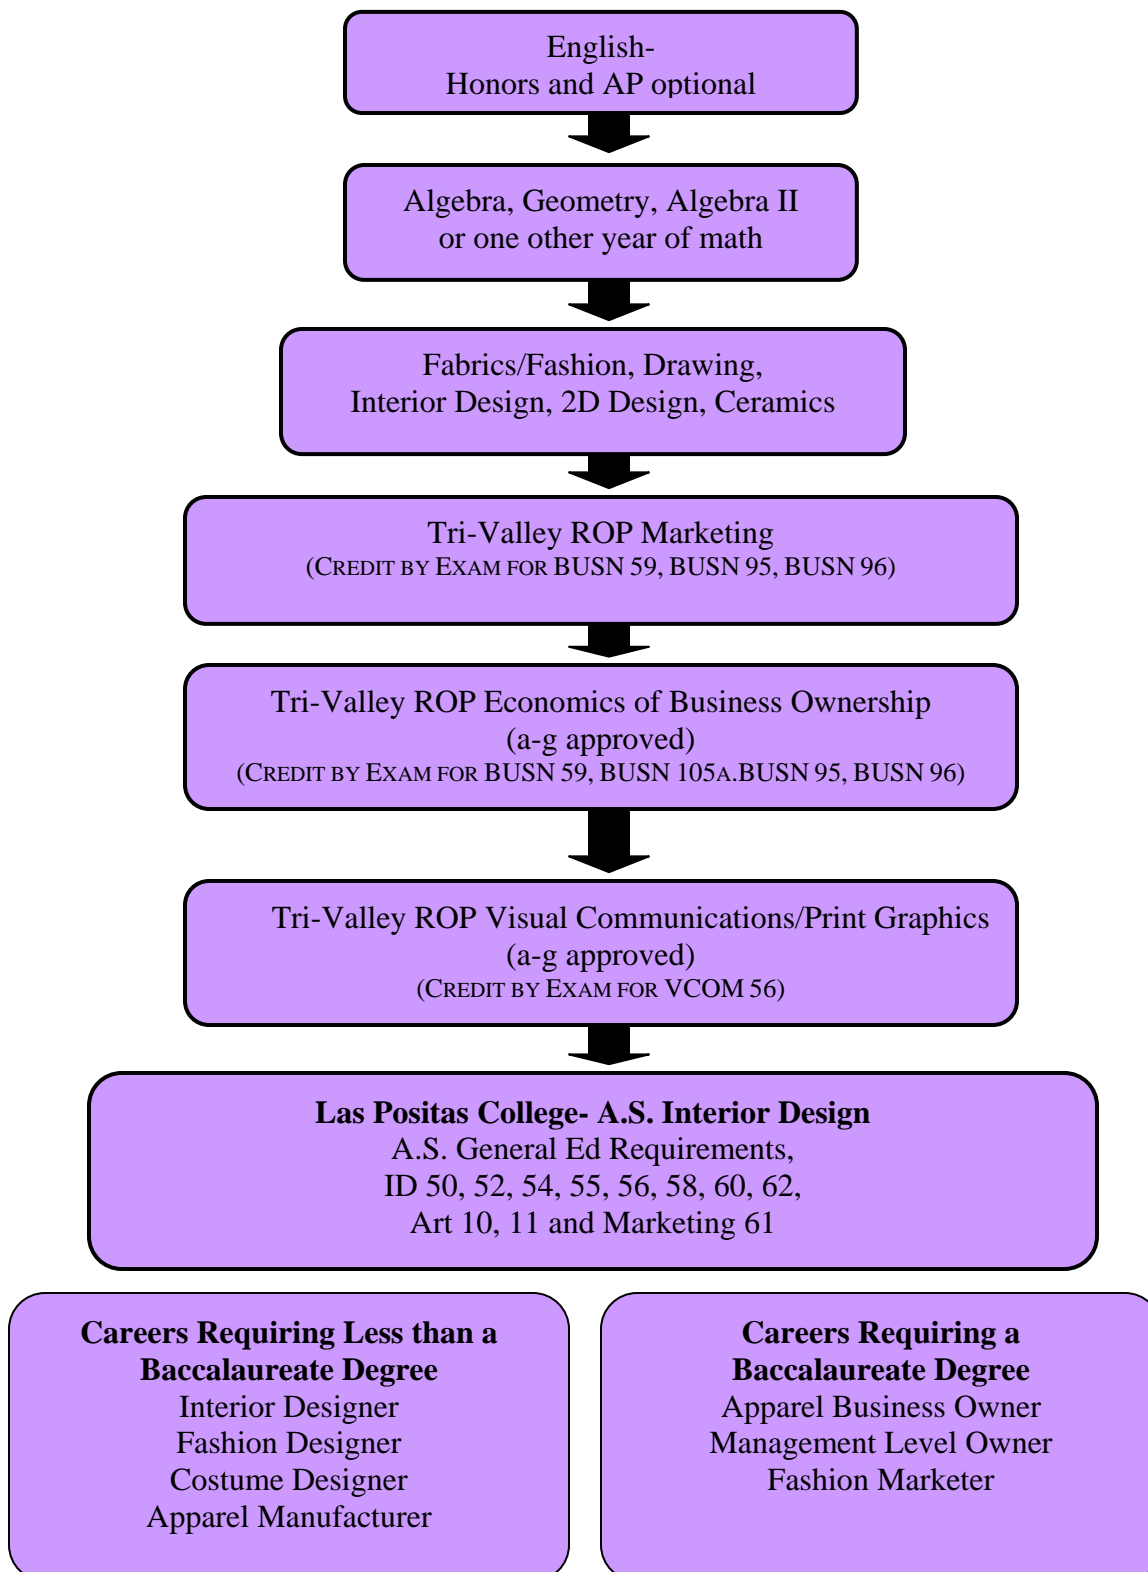 English-
Honors and AP optional
Algebra, Geometry, Algebra II
or one other year of math
Fabrics/Fashion, Drawing,
Interior Design, 2D Design, Ceramics
Tri-Valley ROP Marketing
(CREDIT BY EXAM FOR BUSN 59, BUSN 95, BUSN 96)
Tri-Valley ROP Economics of Business Ownership
(a-g approved)
(CREDIT BY EXAM FOR BUSN 59, BUSN 105A.BUSN 95, BUSN 96)
Tri-Valley ROP Visual Communications/Print Graphics
(a-g approved)
(CREDIT BY EXAM FOR VCOM 56)
Las Positas College- A.S. Interior Design
A.S. General Ed Requirements,
ID 50, 52, 54, 55, 56, 58, 60, 62,
Art 10, 11 and Marketing 61
Careers Requiring Less than a
Baccalaureate Degree
Interior Designer
Fashion Designer
Costume Designer
Apparel Manufacturer
Careers Requiring a
Baccalaureate Degree
Apparel Business Owner
Management Level Owner
Fashion Marketer